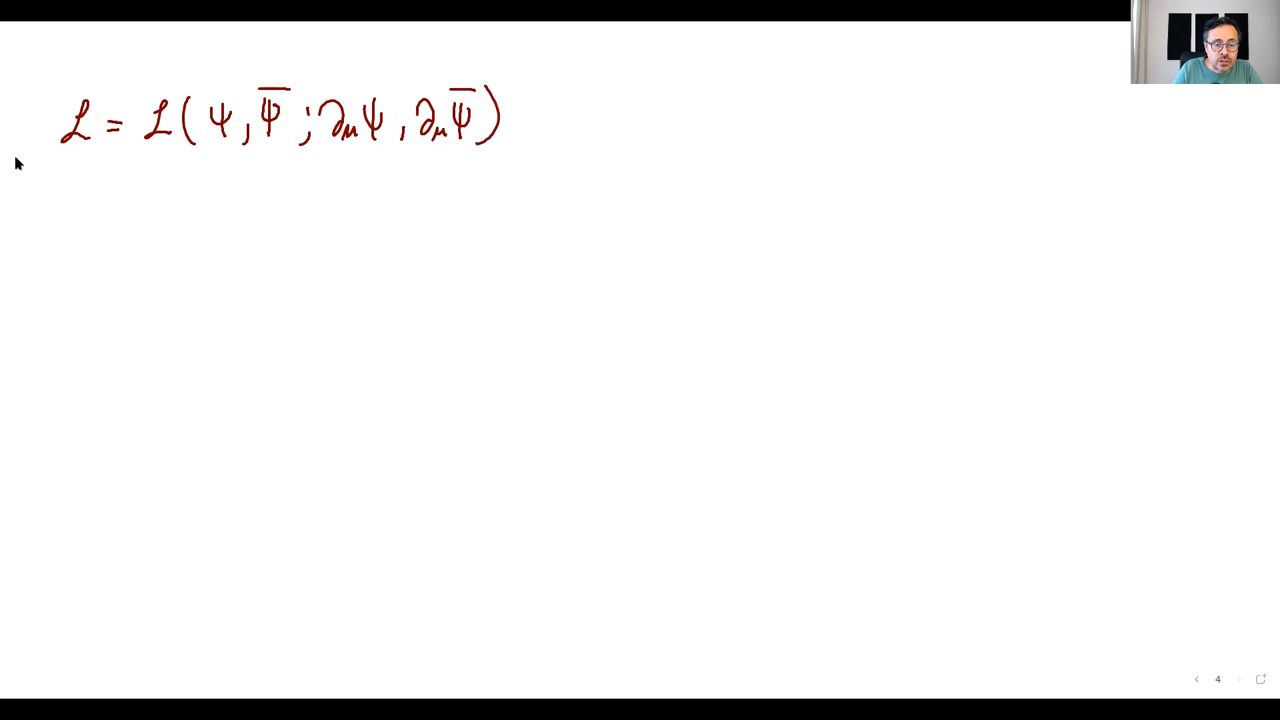 ℒ = ℒ(ψ, ψ̅ ; ∂μψ , ∂μψ̅)
4